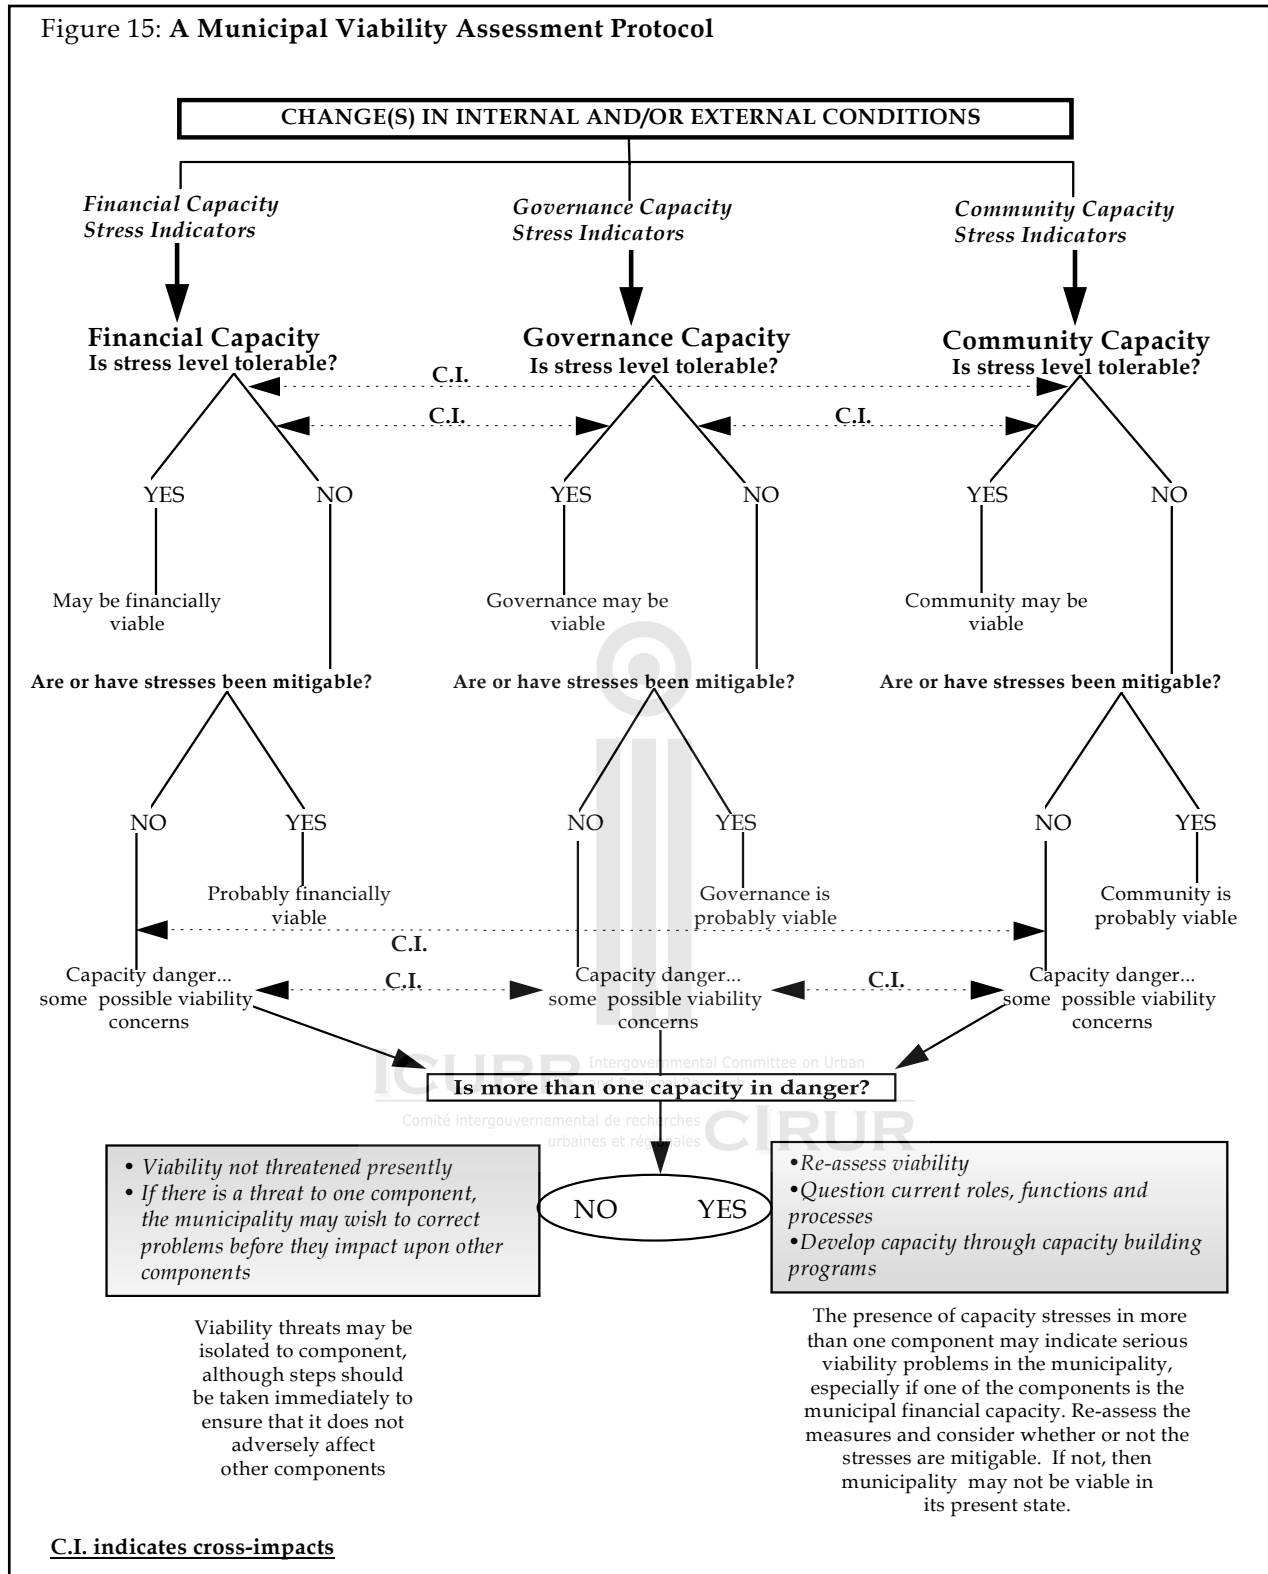 Figure 15: A Municipal Viability Assessment Protocol
CHANGE(S) IN INTERNAL AND/OR EXTERNAL CONDITIONS
Financial Capacity
Stress Indicators
Governance Capacity
Stress Indicators
Community Capacity
Stress Indicators
Financial Capacity
Is stress level tolerable?
Governance Capacity
Is stress level tolerable?
Community Capacity
Is stress level tolerable?
C.I.
C.I.
C.I.
YES
NO
YES
NO
YES
NO
May be financially
viable
Governance may be
viable
Community may be
viable
Are or have stresses been mitigable?
Are or have stresses been mitigable?
Are or have stresses been mitigable?
NO
YES
NO
YES
NO
YES
Probably financially
viable
Governance is
probably viable
Community is
probably viable
C.I.
C.I.
C.I.
Capacity danger...
some possible viability
concerns
Capacity danger...
some possible viability
concerns
Capacity danger...
some possible viability
concerns
ICURR
Intergovernmental Committee on Urban
and Regional Research
Is more than one capacity in danger?
Comité intergouvernemental de recherches
urbaines et régionales
CIRUR
• Viability not threatened presently
• If there is a threat to one component,
the municipality may wish to correct
problems before they impact upon other
components
NO
YES
•Re-assess viability
•Question current roles, functions and
processes
•Develop capacity through capacity building
programs
Viability threats may be
isolated to component,
although steps should
be taken immediately to
ensure that it does not
adversely affect
other components
The presence of capacity stresses in more
than one component may indicate serious
viability problems in the municipality,
especially if one of the components is the
municipal financial capacity. Re-assess the
measures and consider whether or not the
stresses are mitigable. If not, then
municipality may not be viable in
its present state.
C.I. indicates cross-impacts